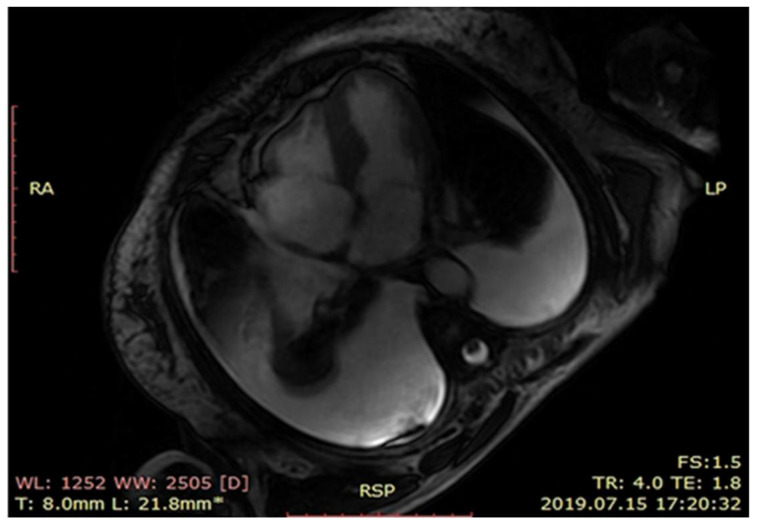 RA
LP
FS:1.5
WL: 1252 WW: 2505 [D]
TR: 4.0 TE: 1.8
T: 8.0mm L: 21.8mm*
RSP
2019.07.15 17:20:32